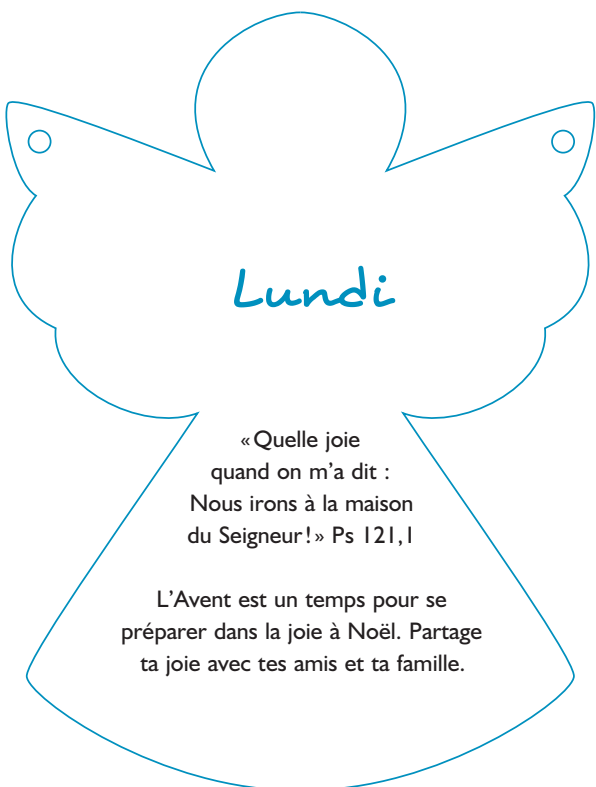 Lundi
«Quelle joie
quand on m’a dit :
Nous irons à la maison
du Seigneur!» Ps 121,1
L’Avent est un temps pour se
préparer dans la joie à Noël. Partage
ta joie avec tes amis et ta famille.